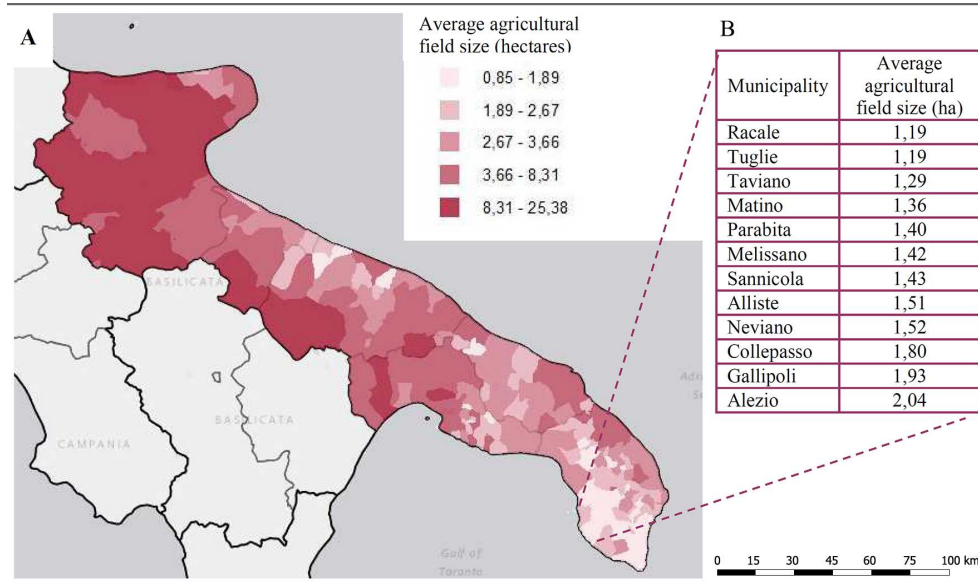 A
Average agricultural
field size (hectares)
0,85 - 1,89
1,89 - 2,67
2,67 - 3,66
3,66 - 8,31
8,31 - 25,38
BASILICATA
BASILICATA
CAMPANIA
Gulf of
Taranto
B
Municipality
Average
agricultural
field size (ha)
Racale 1,19
Tuglie 1,19
Taviano 1,29
Matino 1,36
Parabita 1,40
Melissano 1,42
Sannicola 1,43
Alliste 1,51
Neviano 1,52
Collepasso 1,80
Gallipoli 1,93
Alezio 2,04
0 15 30 45 60 75 100 km